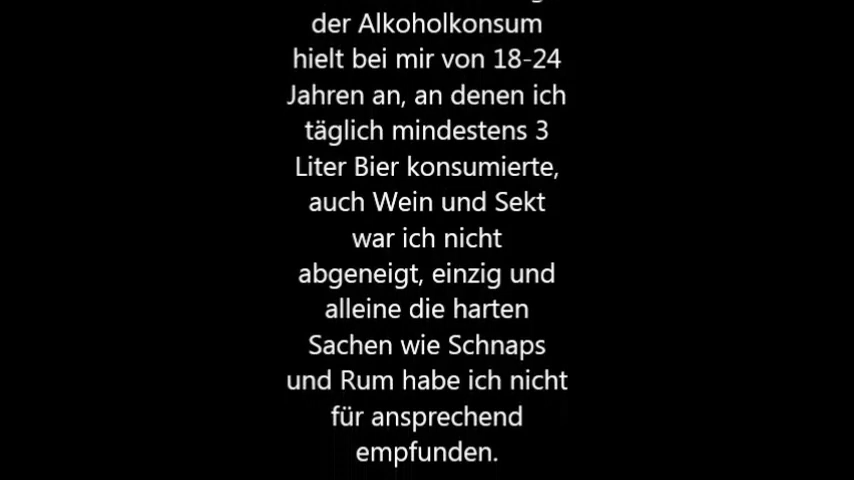 der Alkoholkonsum
hielt bei mir von 18-24
Jahren an, an denen ich
täglich mindestens 3
Liter Bier konsumierte,
auch Wein und Sekt
war ich nicht
abgeneigt, einzig und
alleine die harten
Sachen wie Schnaps
und Rum habe ich nicht
für ansprechend
empfunden.